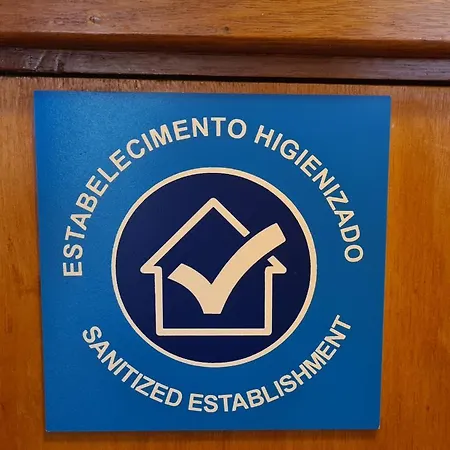 ESTABELECIMENTO HIGIENIZADO
SANITIZED ESTABLISHMENT